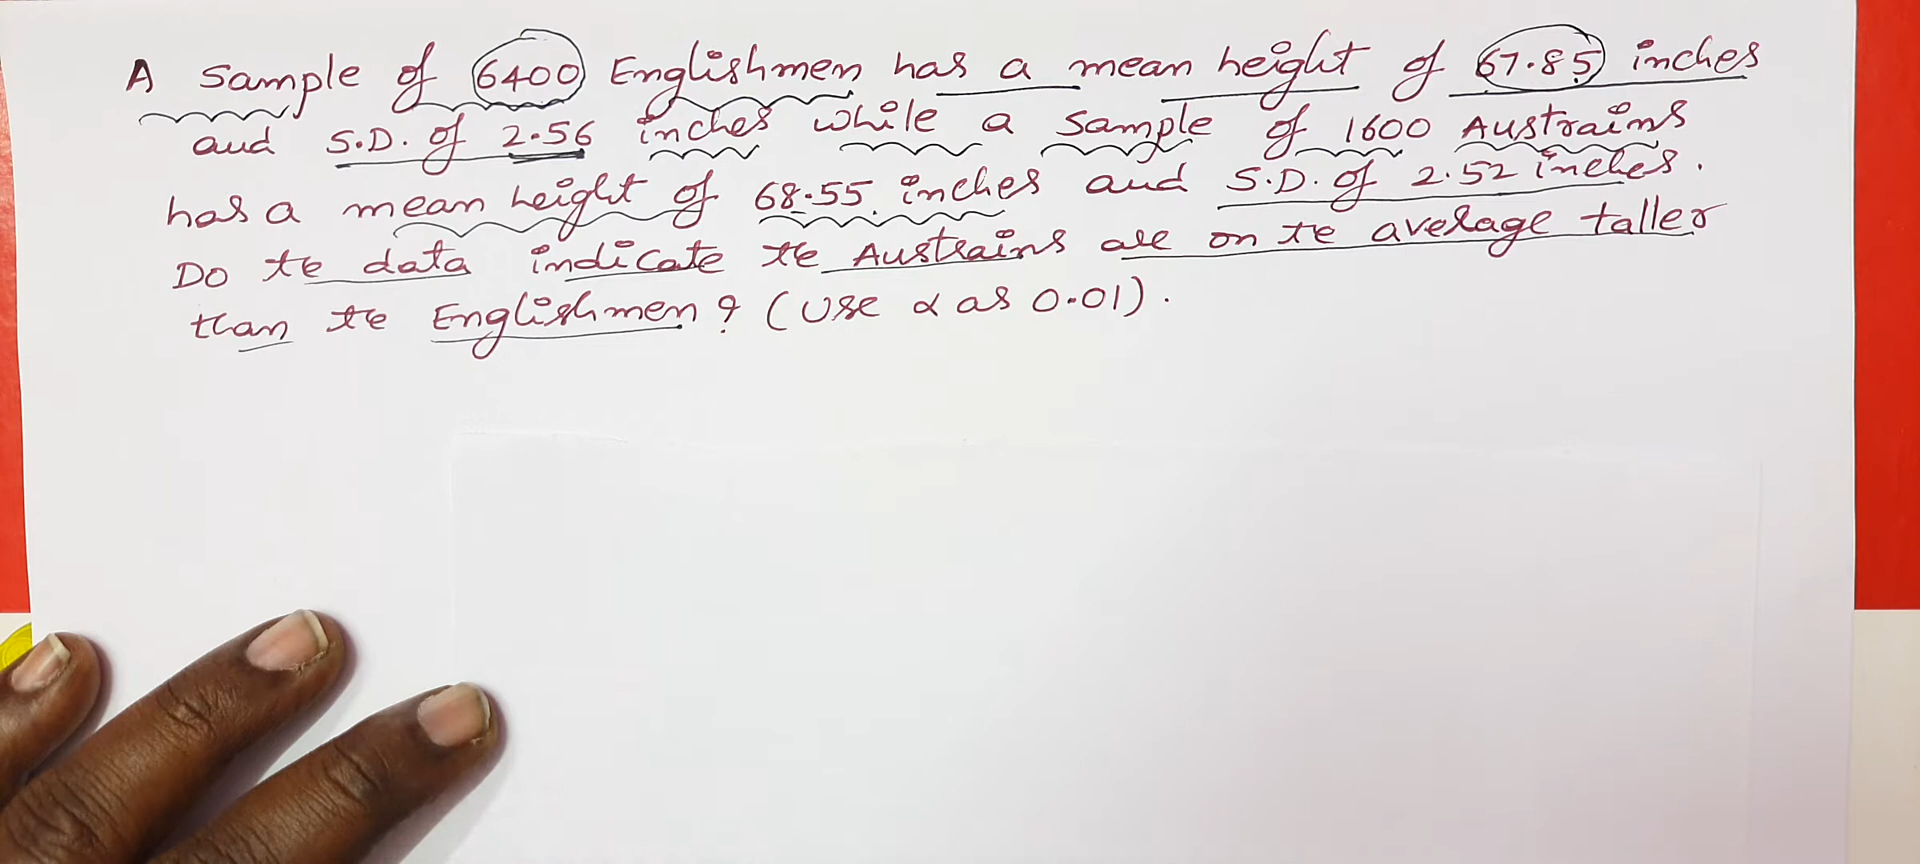 A Sample of 6400 Englishmen has a mean height of 67.85 inches
and S.D. of 2.56 inches while a sample of 1600 Austrains
has a mean height of 68.55 inches and S.D. of 2.52 inches.
Do te data indicate te Austrains are on te average taller
than te Englishmen? (Use α as 0.01).